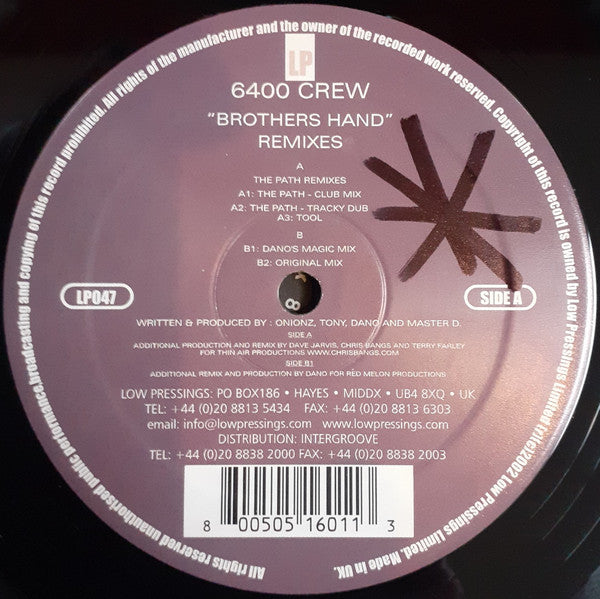 All rights of the manufacturer and the owner of the recorded work reserved. Copyright of this record is owned by Low Pressings Limited (P)(C)2002 Low Pressings Limited. Made in UK.
All rights reserved unauthorised public performance, broadcasting and copying of this record prohibited.
LP
6400 CREW
"BROTHERS HAND"
REMIXES
A
THE PATH REMIXES
A1: THE PATH - CLUB MIX
A2: THE PATH - TRACKY DUB
A3: TOOL
B
B1: DANO'S MAGIC MIX
B2: ORIGINAL MIX
LP047
SIDE A
WRITTEN & PRODUCED BY : ONIONZ, TONY, DANO AND MASTER D.
SIDE A
ADDITIONAL PRODUCTION AND REMIX BY DAVE JARVIS, CHRIS BANGS AND TERRY FARLEY
FOR THIN AIR PRODUCTIONS WWW.CHRISBANGS.COM
SIDE B1
ADDITIONAL REMIX AND PRODUCTION BY DANO FOR RED MELON PRODUCTIONS
LOW PRESSINGS: PO BOX186 • HAYES • MIDDX • UB4 8XQ • UK
TEL: +44 (0)20 8813 5434 FAX: +44 (0)20 8813 6303
email: info@lowpressings.com www.lowpressings.com
DISTRIBUTION: INTERGROOVE
TEL: +44 (0)20 8838 2000 FAX: +44 (0)20 8838 2003
8 00505 16011 3